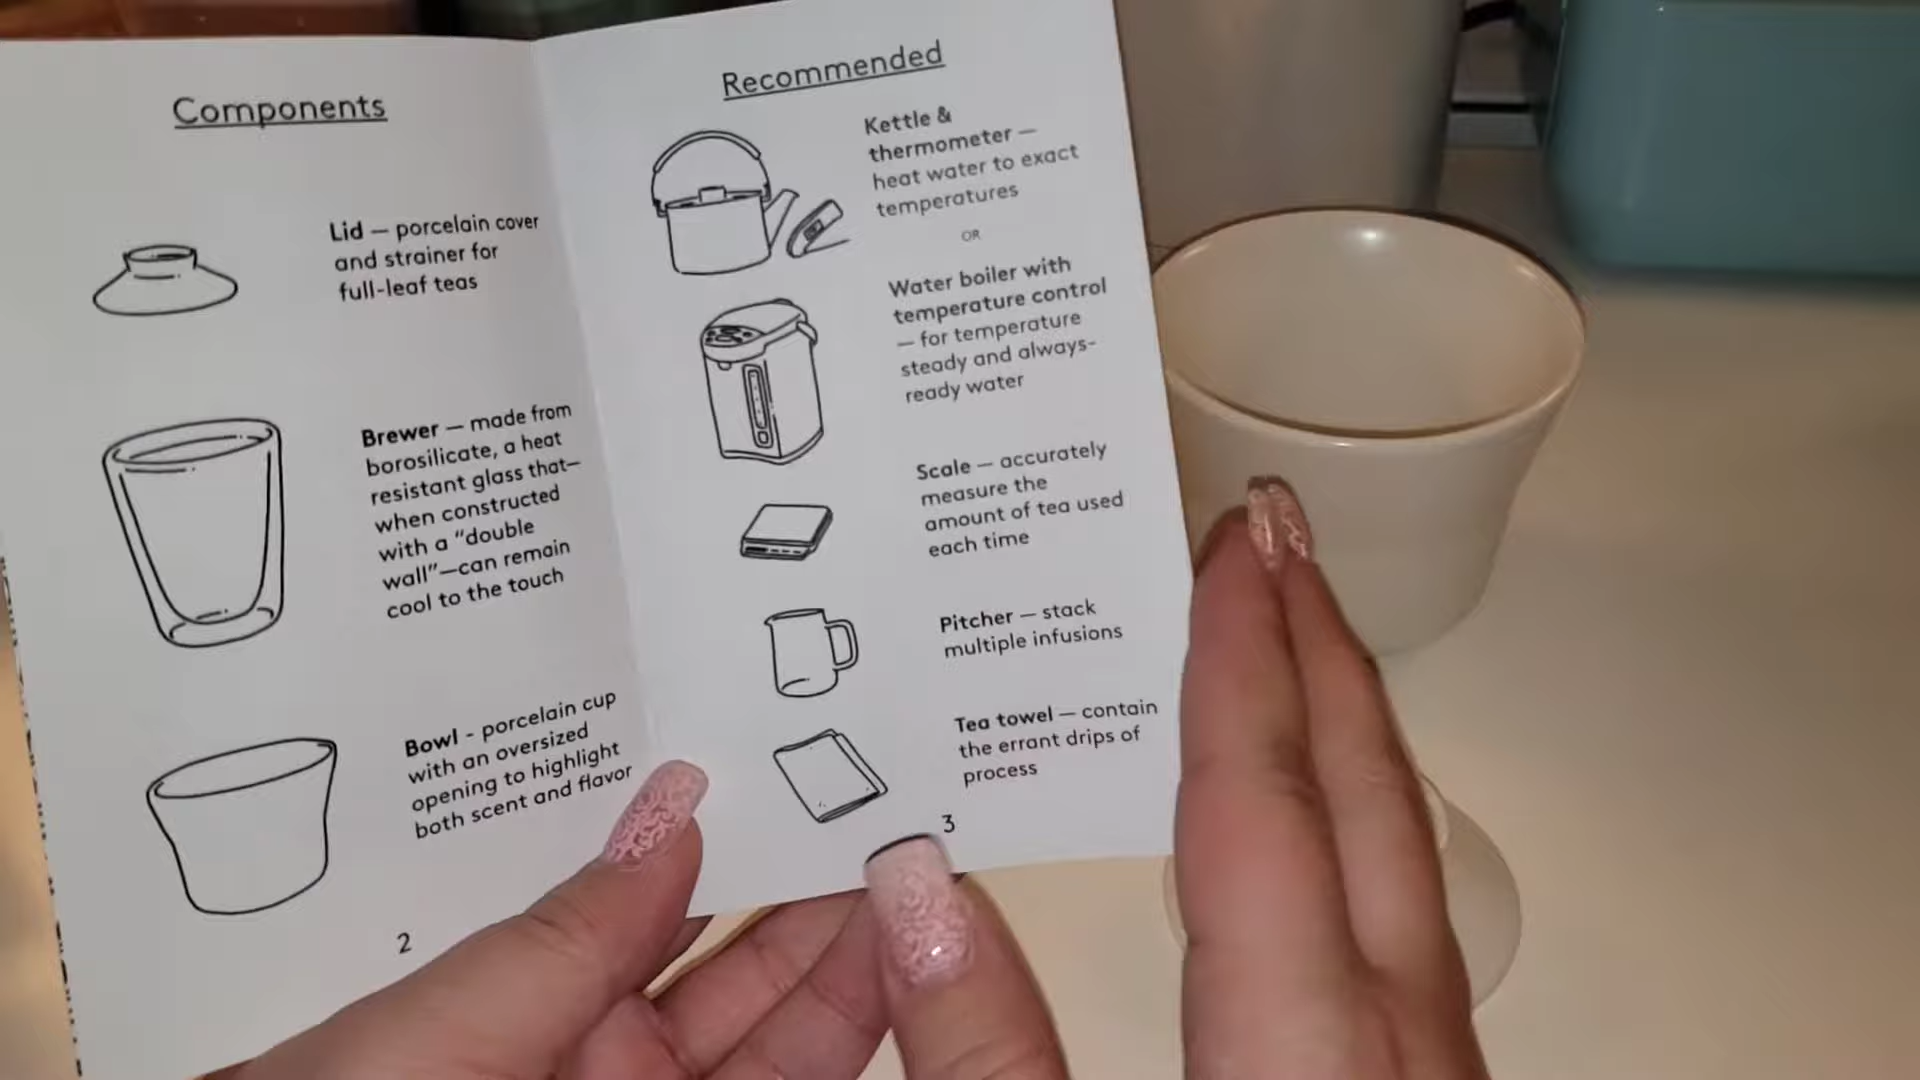 Components
Lid — porcelain cover
and strainer for
full-leaf teas
Brewer — made from
borosilicate, a heat
resistant glass that—
when constructed
with a “double
wall”—can remain
cool to the touch
Bowl - porcelain cup
with an oversized
opening to highlight
both scent and flavor
2
Recommended
Kettle &
thermometer —
heat water to exact
temperatures
OR
Water boiler with
temperature control
— for temperature
steady and always-
ready water
Scale — accurately
measure the
amount of tea used
each time
Pitcher — stack
multiple infusions
Tea towel — contain
the errant drips of
process
3